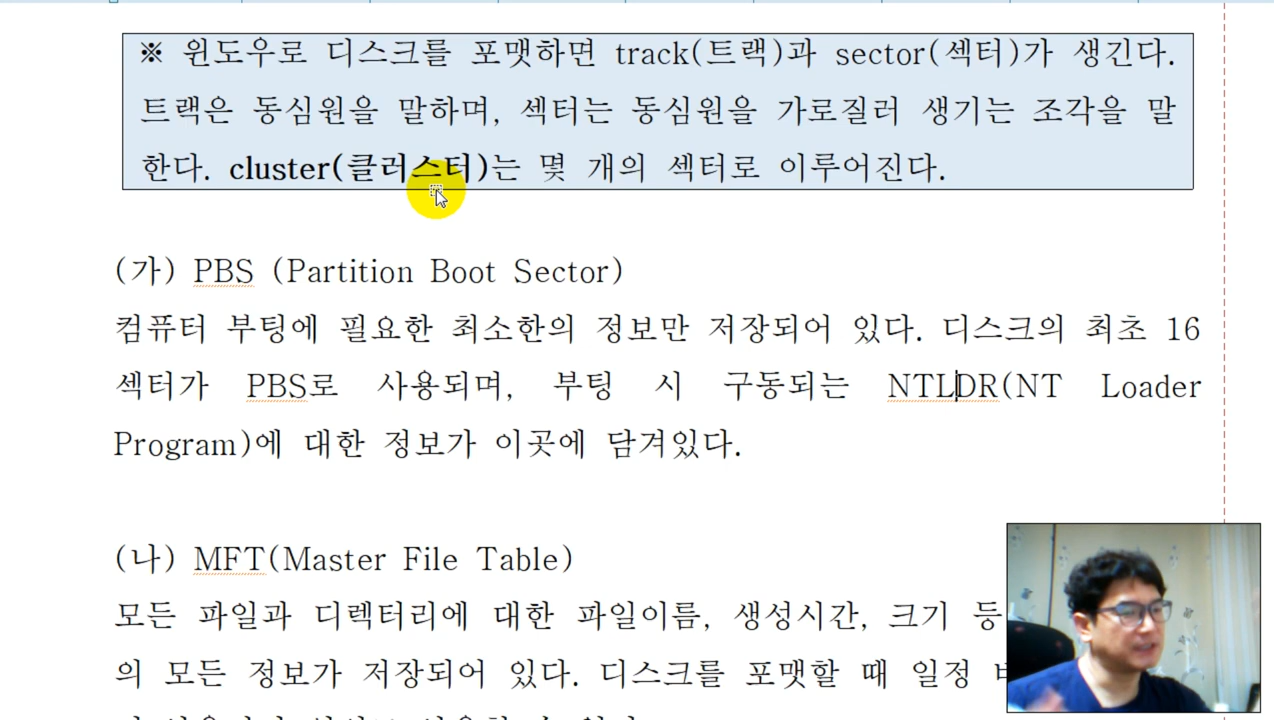 ※ 윈도우로 디스크를 포맷하면 track(트랙)과 sector(섹터)가 생긴다.
트랙은 동심원을 말하며, 섹터는 동심원을 가로질러 생기는 조각을 말
한다. cluster(클러스터)는 몇 개의 섹터로 이루어진다.
(가) PBS (Partition Boot Sector)
컴퓨터 부팅에 필요한 최소한의 정보만 저장되어 있다. 디스크의 최초 16
섹터가 PBS로 사용되며, 부팅 시 구동되는 NTLDR(NT Loader
Program)에 대한 정보가 이곳에 담겨있다.
(나) MFT(Master File Table)
모든 파일과 디렉터리에 대한 파일이름, 생성시간, 크기 등
의 모든 정보가 저장되어 있다. 디스크를 포맷할 때 일정